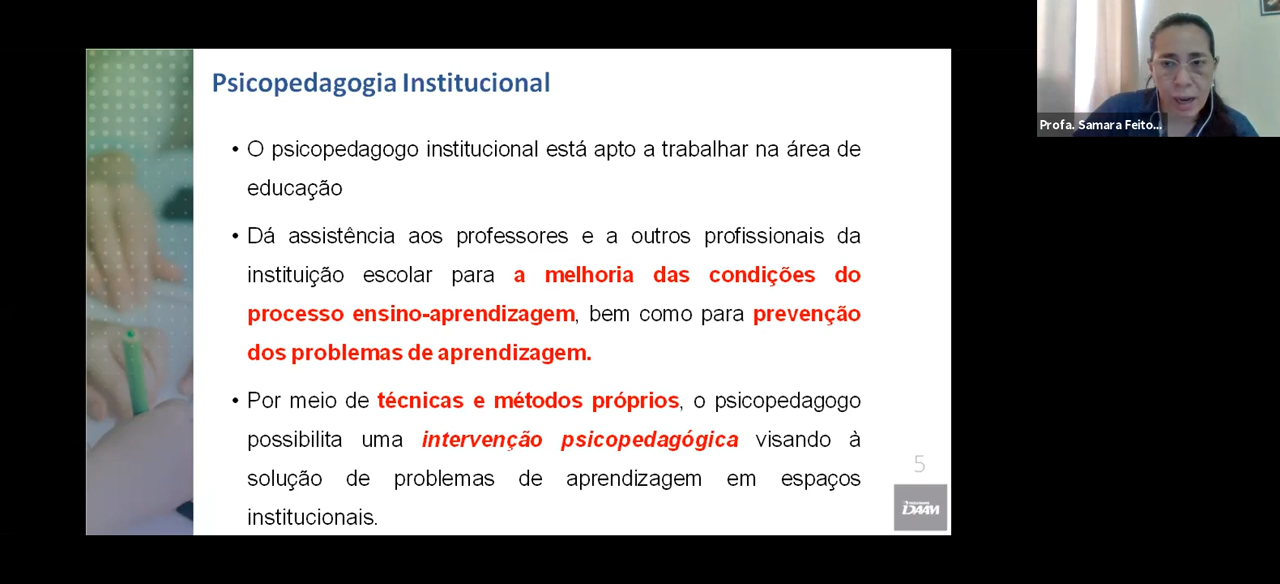 Psicopedagogia Institucional
• O psicopedagogo institucional está apto a trabalhar na área de
educação
• Dá assistência aos professores e a outros profissionais da
instituição escolar para a melhoria das condições do
processo ensino-aprendizagem, bem como para prevenção
dos problemas de aprendizagem.
• Por meio de técnicas e métodos próprios, o psicopedagogo
possibilita uma intervenção psicopedagógica visando à
solução de problemas de aprendizagem em espaços
institucionais.
5
IDAAM
Profa. Samara Feito...